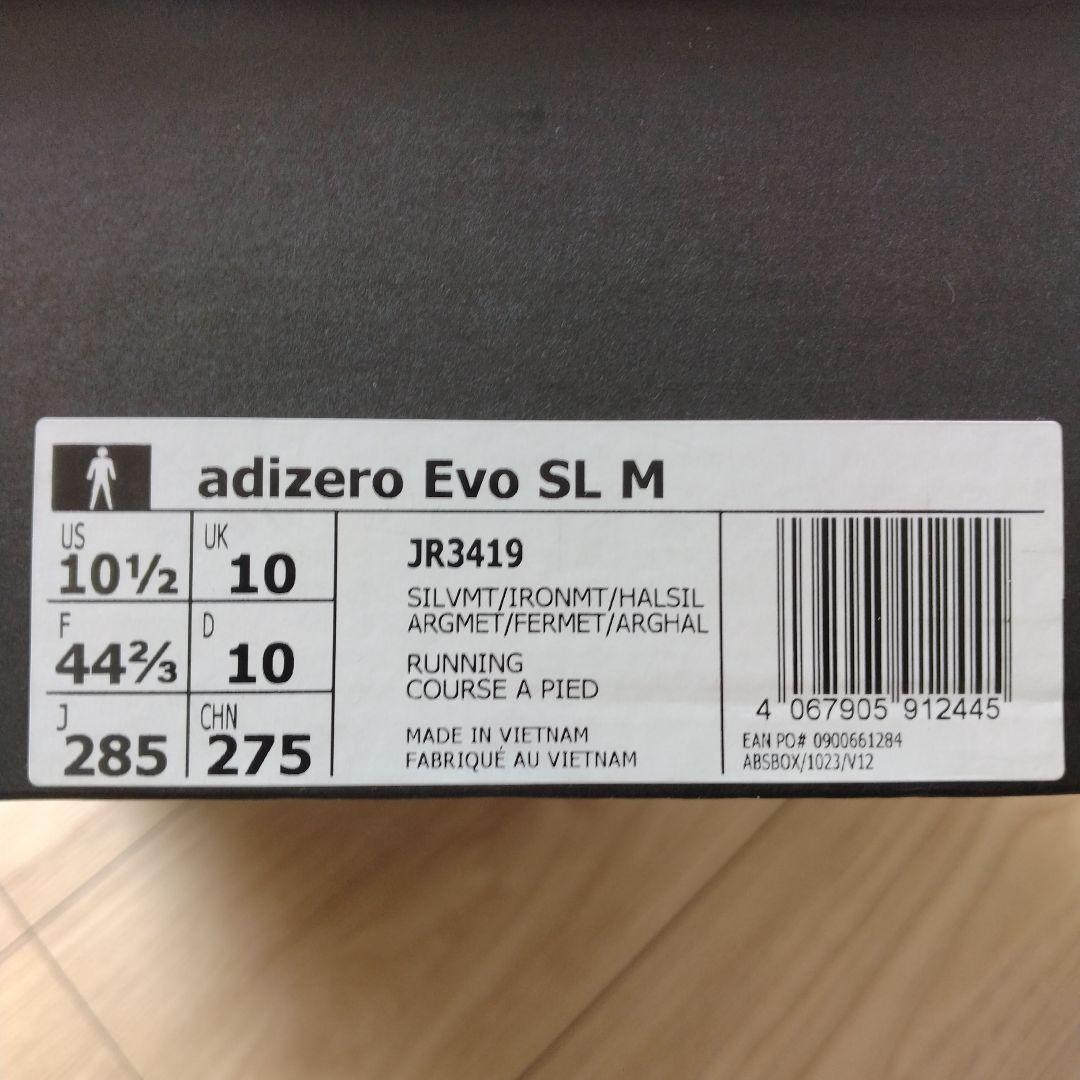 adizero Evo SL M
US 10½
UK 10
F 44⅔
D 10
J 285
CHN 275
JR3419
SILVMT/IRONMT/HALSIL
ARGMET/FERMET/ARGHAL
RUNNING
COURSE A PIED
MADE IN VIETNAM
FABRIQUÉ AU VIETNAM
4 067905 912445
EAN PO# 0900661284
ABSBOX/1023/V12